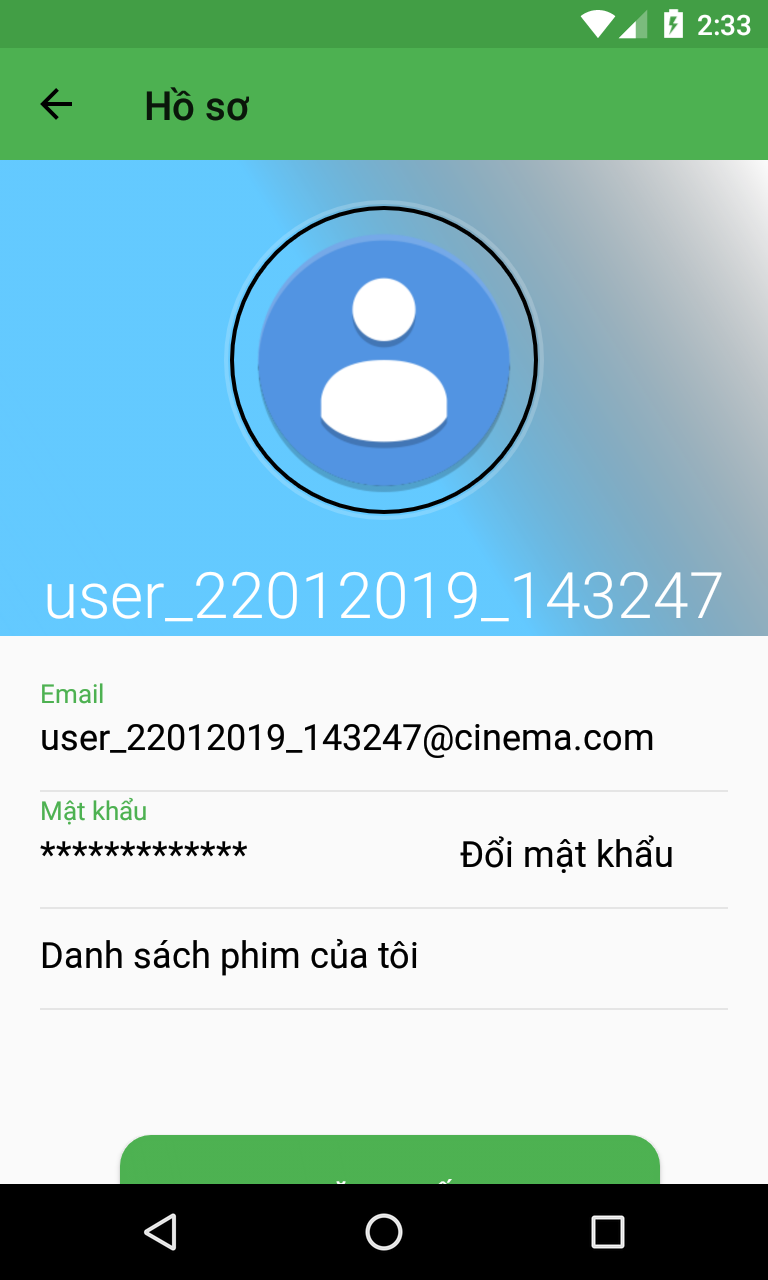 2:33
Hồ sơ
user_22012019_143247
Email
user_22012019_143247@cinema.com
Mật khẩu
*************
Đổi mật khẩu
Danh sách phim của tôi